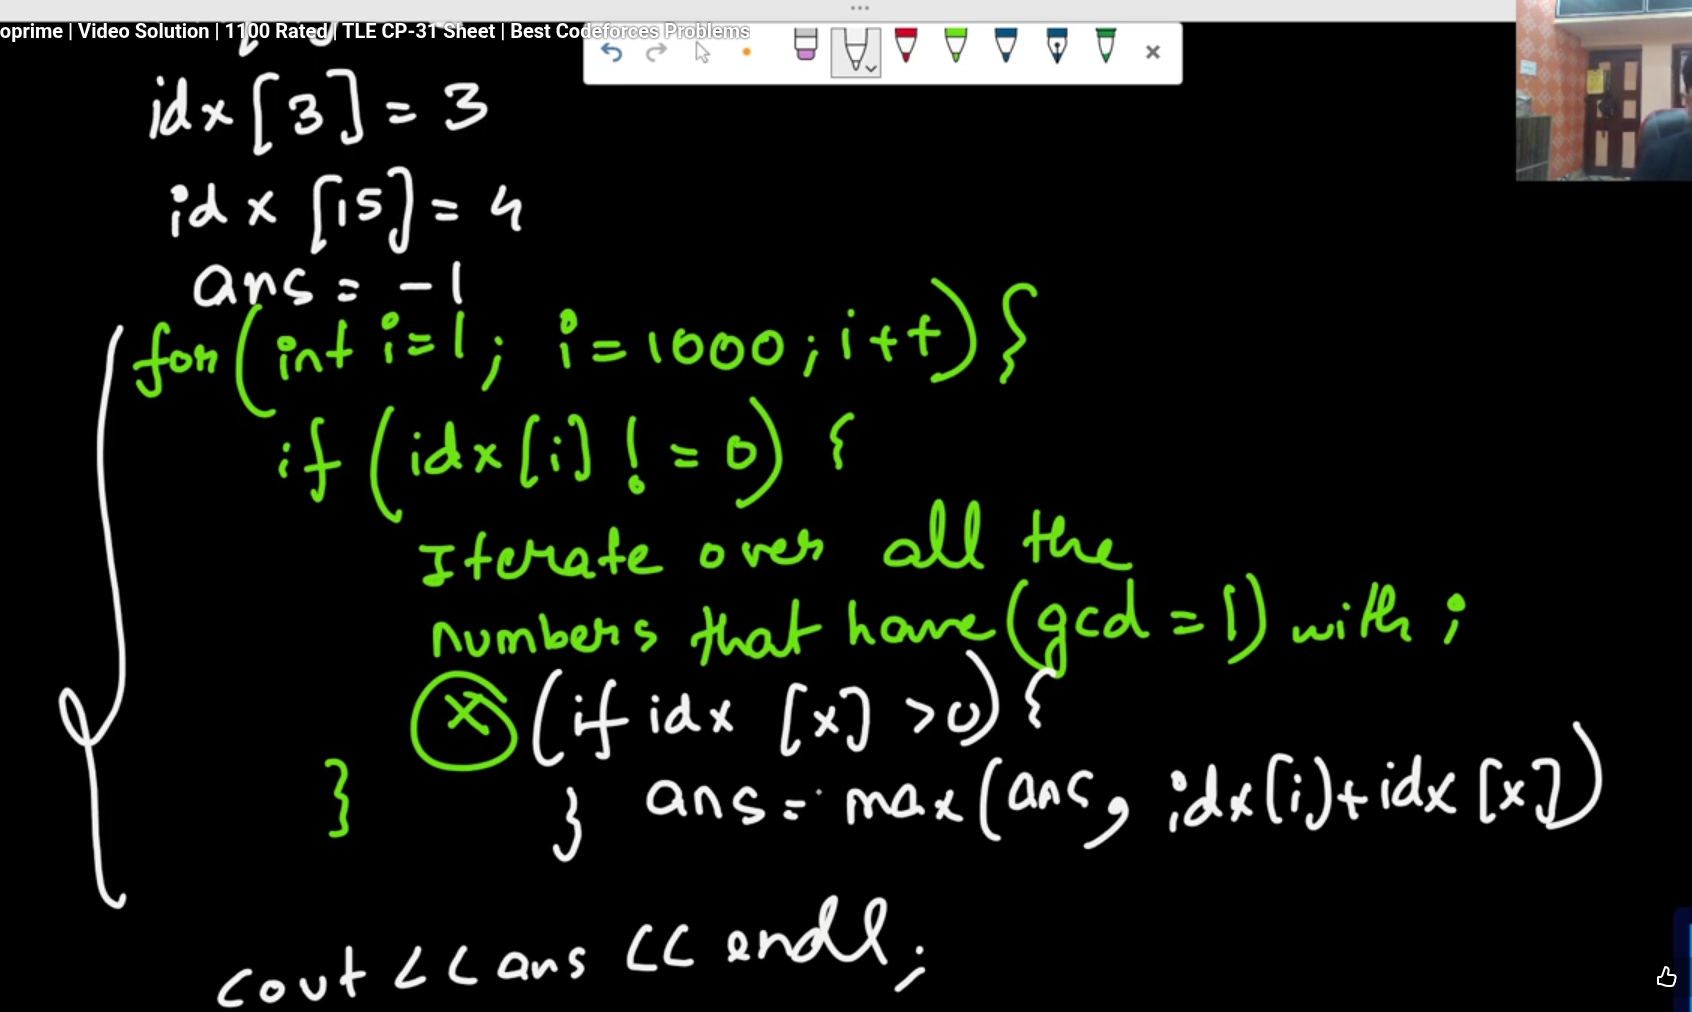 oprime | Video Solution | 1100 Rated | TLE CP-31 Sheet | Best Codeforces Problems
idx [3] = 3
idx [15] = 4
ans = -1
for (int i=1; i=1000; i++) {
if (idx[i] != 0) {
Iterate over all the
numbers that have (gcd = 1) with i
x (if idx [x] >0) {
} } ans = max(ans, idx[i]+idx[x])
cout << ans << endl;